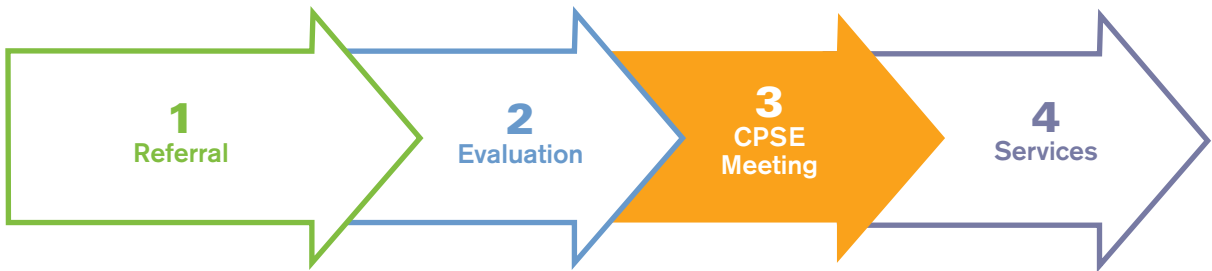 1
Referral
2
Evaluation
3
CPSE
Meeting
4
Services